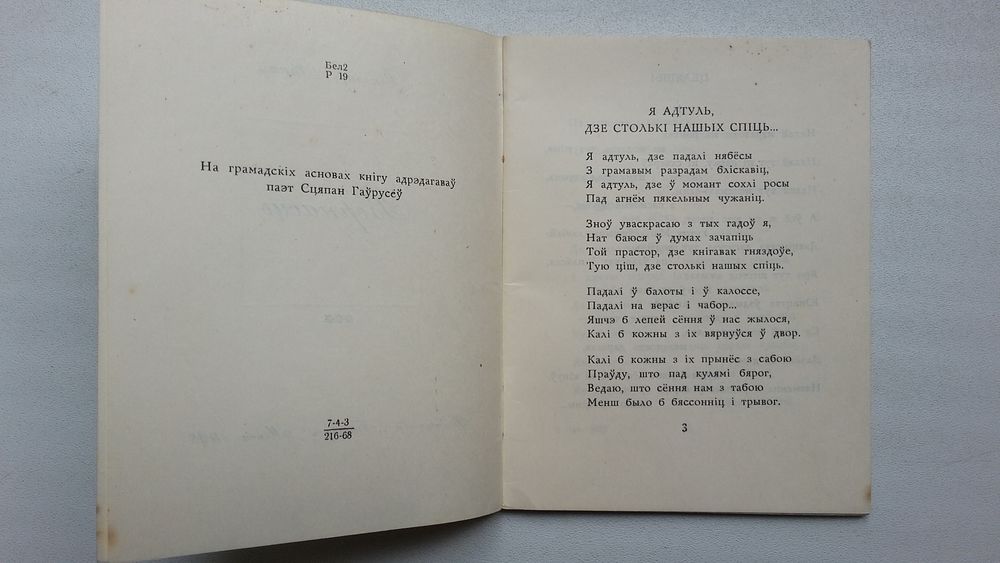 Бел2
Р 19
На грамадскіх асновах кнігу адрэдагаваў
паэт Сцяпан Гаўрусёў
7-4-3
216-68
Я АДТУЛЬ,
ДЗЕ СТОЛЬКІ НАШЫХ СПІЦЬ...
Я адтуль, дзе падалі нябёсы
З грамавым разрадам бліскавіц,
Я адтуль, дзе ў момант сохлі росы
Пад агнём пякельным чужаніц.
Зноў уваскрасаю з тых гадоў я,
Нат баюся ў думах зачапіць
Той прастор, дзе кнігавак гняздоўе,
Тую ціш, дзе столькі нашых спіць.
Падалі ў балоты і ў калоссе,
Падалі на верас і чабор...
Яшчэ б лепей сёння ў нас жылося,
Калі б кожны з іх вярнуўся ў двор.
Калі б кожны з іх прынёс з сабою
Праўду, што пад кулямі бярог,
Ведаю, што сёння нам з табою
Менш было б бяссонніц і трывог.
3